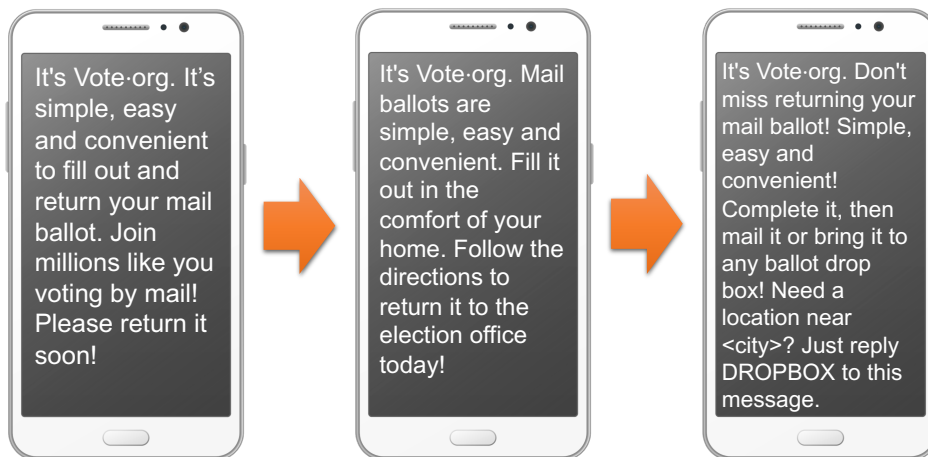 It's Vote·org. It’s
simple, easy
and convenient
to fill out and
return your mail
ballot. Join
millions like you
voting by mail!
Please return it
soon!
It's Vote·org. Mail
ballots are
simple, easy and
convenient. Fill it
out in the
comfort of your
home. Follow the
directions to
return it to the
election office
today!
It's Vote·org. Don't
miss returning your
mail ballot! Simple,
easy and
convenient!
Complete it, then
mail it or bring it to
any ballot drop
box! Need a
location near
<city>? Just reply
DROPBOX to this
message.